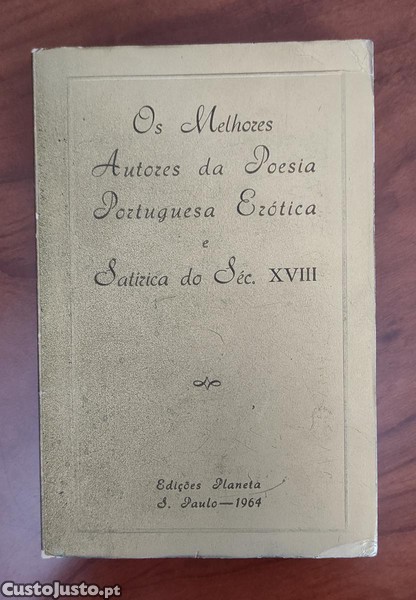 Os Melhores
Autores da Poesia
Portuguesa Erótica
e
Satírica do Séc. XVIII
Edições Planeta
S. Paulo—1964
CustoJusto.pt